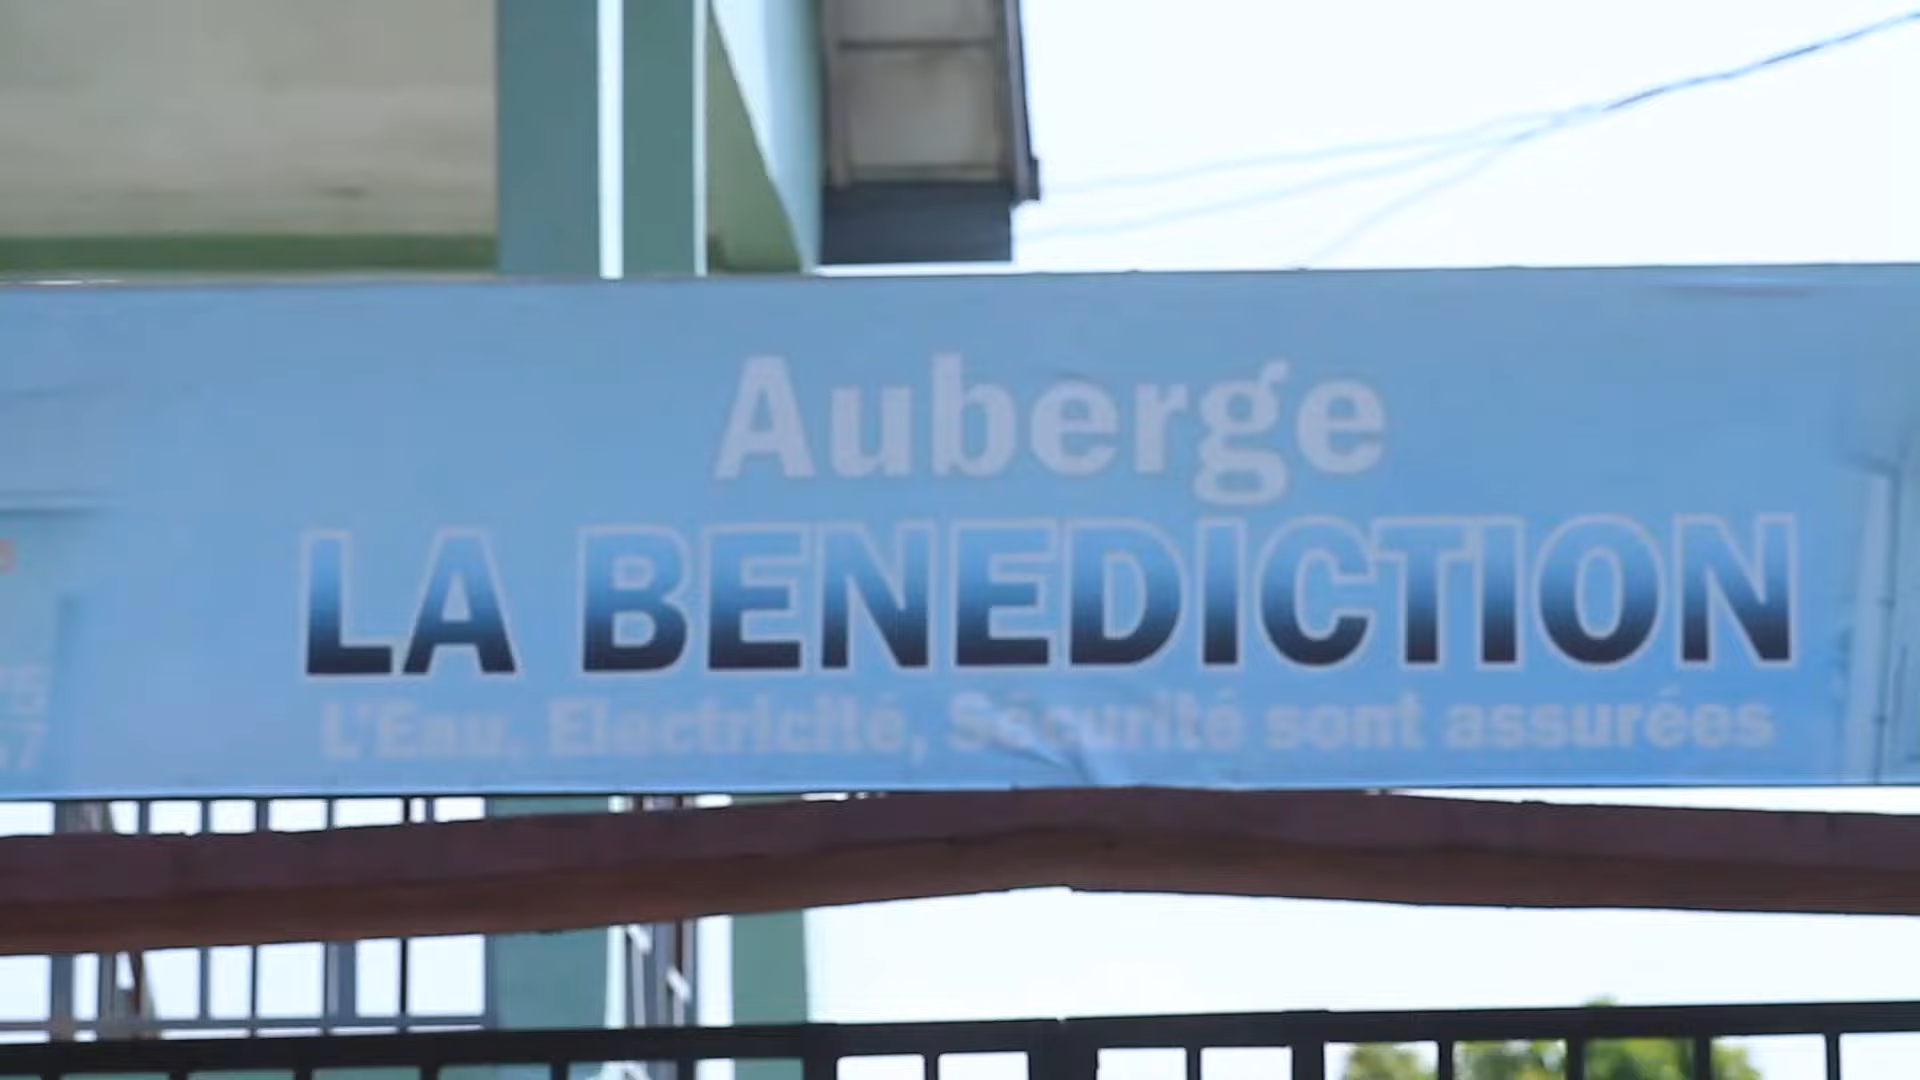 Auberge
LA BENEDICTION
L'Eau, Electricité, Sécurité sont assurées